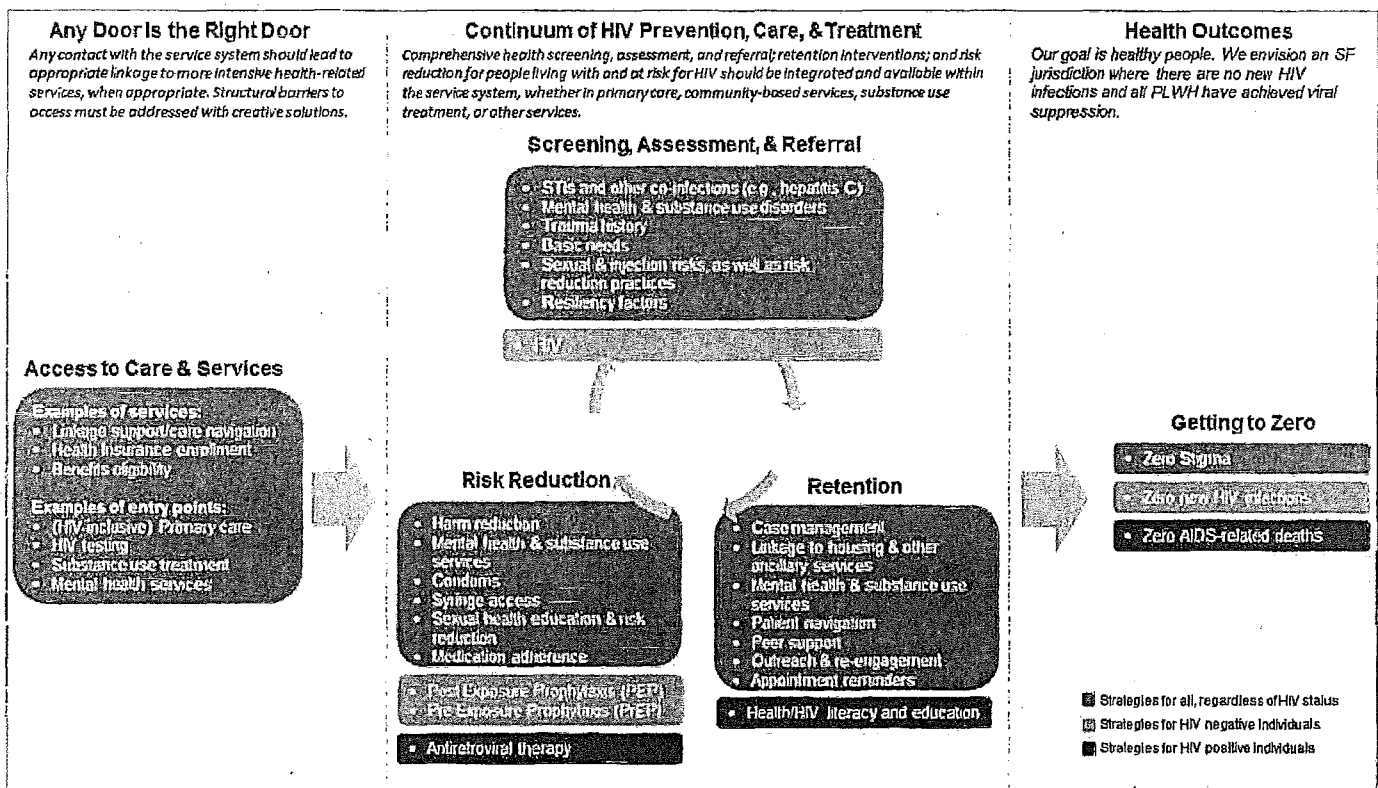 Any Door Is the Right Door
Any contact with the service system should lead to
appropriate linkage to more intensive health-related
services, when appropriate. Structural barriers to
access must be addressed with creative solutions.
Access to Care & Services
Examples of services:
• Linkage support/care navigation
• Health insurance enrollment
• Benefits eligibility
Examples of entry points:
• (HIV-inclusive) Primary care
• HIV testing
• Substance use treatment
• Mental health services
Continuum of HIV Prevention, Care, & Treatment
Comprehensive health screening, assessment, and referral; retention interventions; and risk
reduction for people living with and at risk for HIV should be integrated and available within
the service system, whether in primary care, community-based services, substance use
treatment, or other services.
Screening, Assessment, & Referral
• STIs and other co-infections (e.g., hepatitis C)
• Mental health & substance use disorders
• Trauma history
• Basic needs
• Sexual & injection risks, as well as risk
reduction practices
• Resiliency factors
• HIV
Risk Reduction
• Harm reduction
• Mental health & substance use
services
• Condoms
• Syringe access
• Sexual health education & risk
reduction
• Medication adherence
• Post Exposure Prophylaxis (PEP)
• Pre Exposure Prophylaxis (PrEP)
• Antiretroviral therapy
Retention
• Case management
• Linkage to housing & other
ancillary services
• Mental health & substance use
services
• Patient navigation
• Peer support
• Outreach & re-engagement
• Appointment reminders
• Health/HIV literacy and education
Health Outcomes
Our goal is healthy people. We envision an SF
jurisdiction where there are no new HIV
infections and all PLWH have achieved viral
suppression.
Getting to Zero
• Zero Stigma
• Zero new HIV infections
• Zero AIDS-related deaths
Strategies for all, regardless of HIV status
Strategies for HIV negative individuals
Strategies for HIV positive individuals